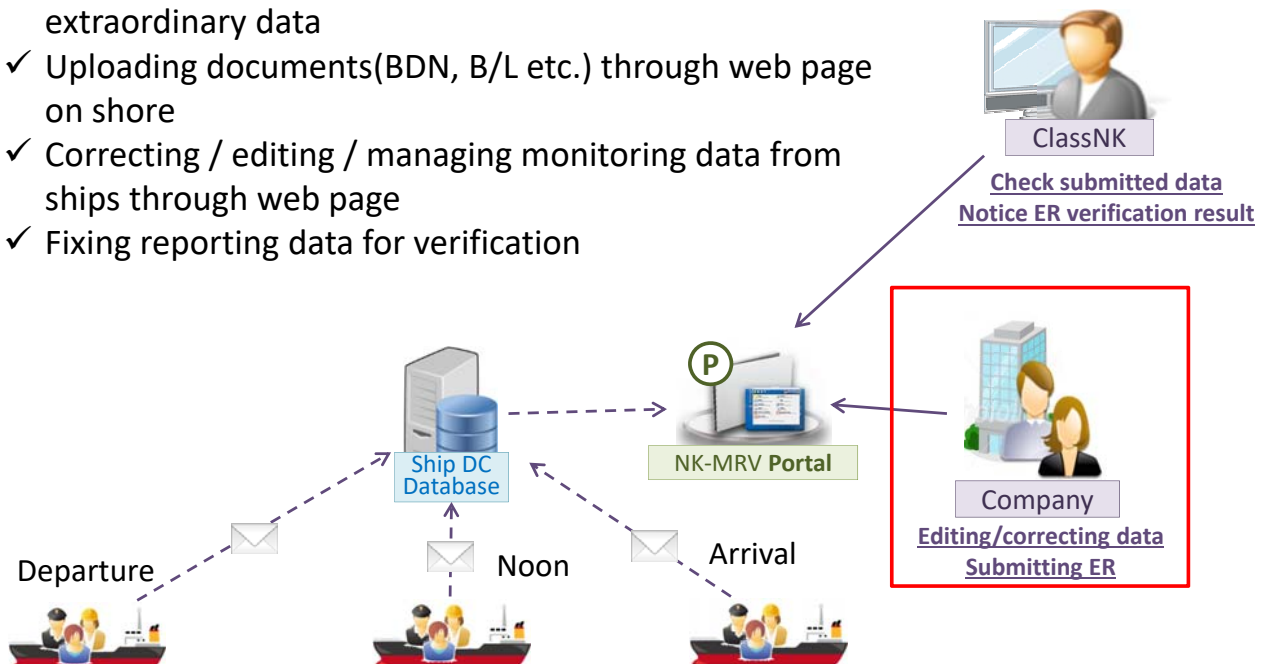 extraordinary data
✓ Uploading documents(BDN, B/L etc.) through web page
on shore
✓ Correcting / editing / managing monitoring data from
ships through web page
✓ Fixing reporting data for verification
ClassNK
Check submitted data
Notice ER verification result
P
NK-MRV Portal
Ship DC
Database
Company
Editing/correcting data
Submitting ER
Departure
Noon
Arrival